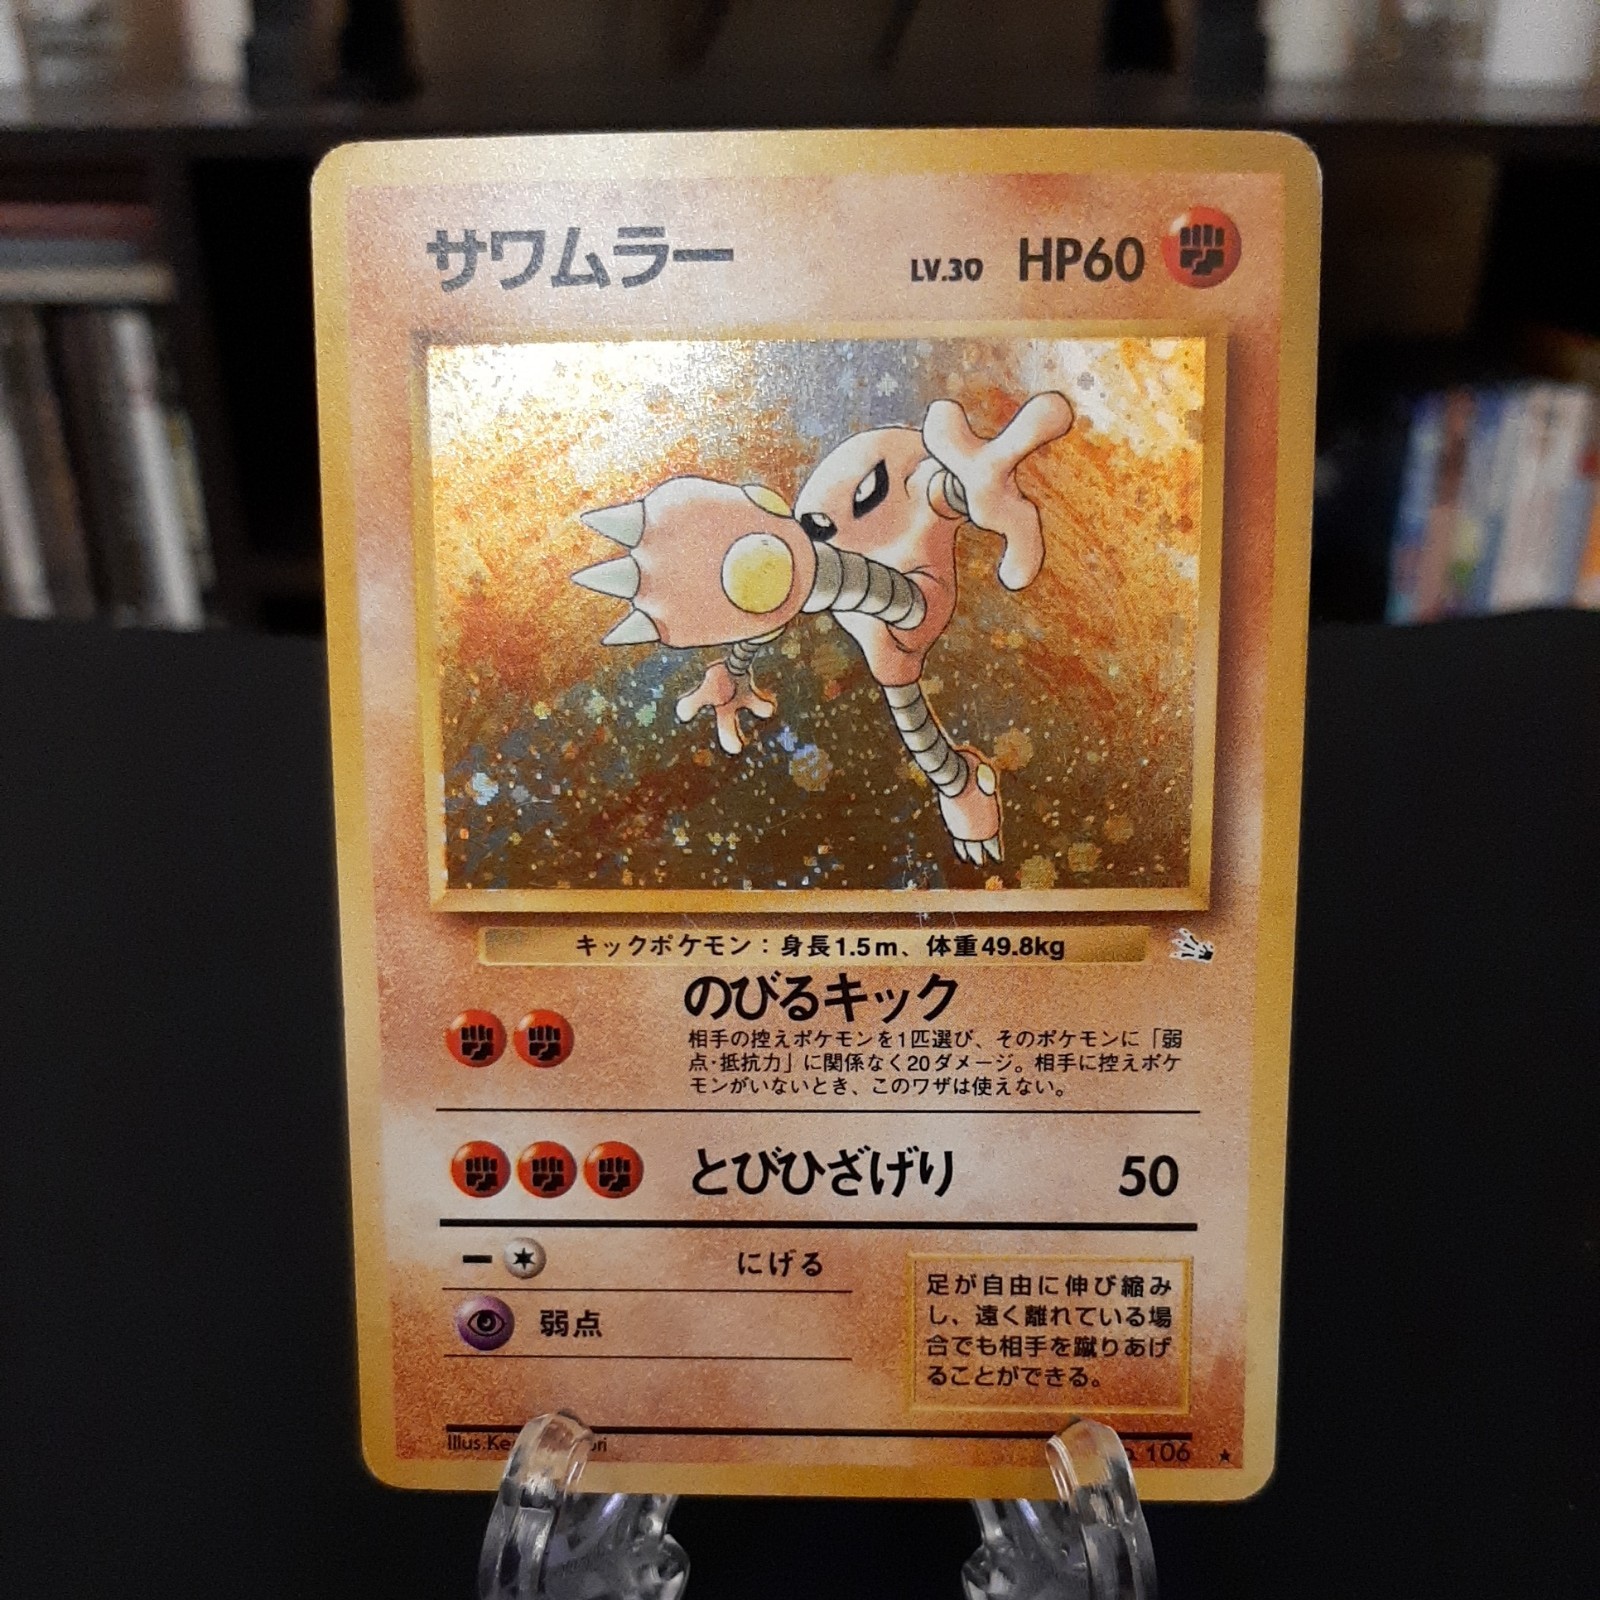 サワムラー LV.30 HP60
キックポケモン：身長1.5m、体重49.8kg
のびるキック
相手の控えポケモンを1匹選び、そのポケモンに「弱
点・抵抗力」に関係なく20ダメージ。相手に控えポケ
モンがいないとき、このワザは使えない。
とびひざげり 50
ー にげる
弱点
足が自由に伸び縮み
し、遠く離れている場
合でも相手を蹴りあげ
ることができる。
Illus. 106 ★